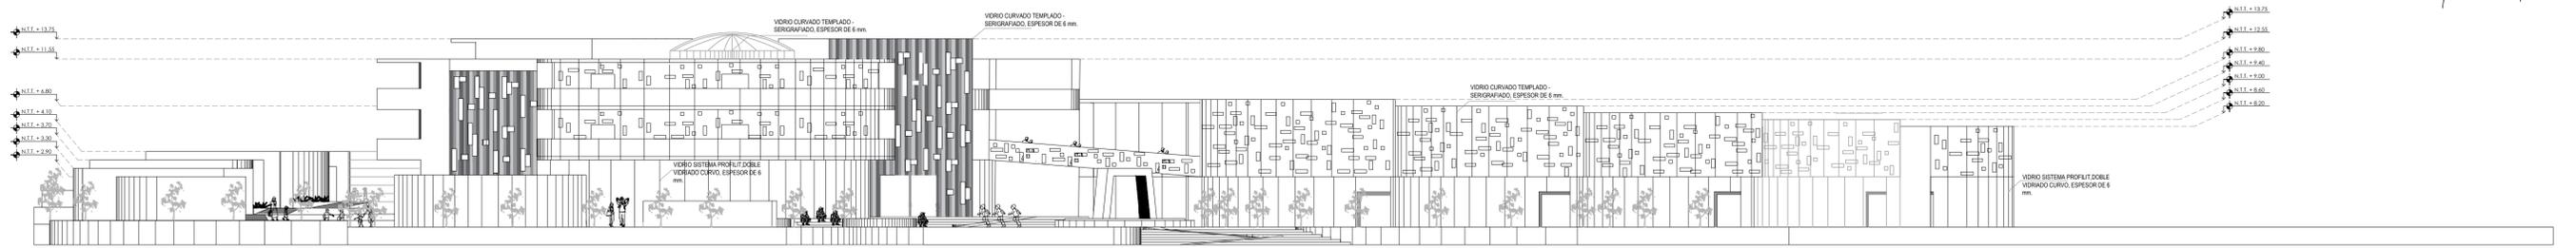 N.T.T. + 13.75
N.T.T. + 11.55
N.T.T. + 6.80
N.T.T. + 4.10
N.T.T. + 3.70
N.T.T. + 3.30
N.T.T. + 2.90
VIDRIO CURVADO TEMPLADO -
SERIGRAFIADO, ESPESOR DE 6 mm.
VIDRIO CURVADO TEMPLADO -
SERIGRAFIADO, ESPESOR DE 6 mm.
VIDRIO SISTEMA PROFILIT,DOBLE
VIDRIADO CURVO, ESPESOR DE 6
mm.
VIDRIO CURVADO TEMPLADO -
SERIGRAFIADO, ESPESOR DE 6 mm.
VIDRIO SISTEMA PROFILIT,DOBLE
VIDRIADO CURVO, ESPESOR DE 6
mm.
N.T.T. + 13.75
N.T.T. + 12.55
N.T.T. + 9.80
N.T.T. + 9.40
N.T.T. + 9.00
N.T.T. + 8.60
N.T.T. + 8.20